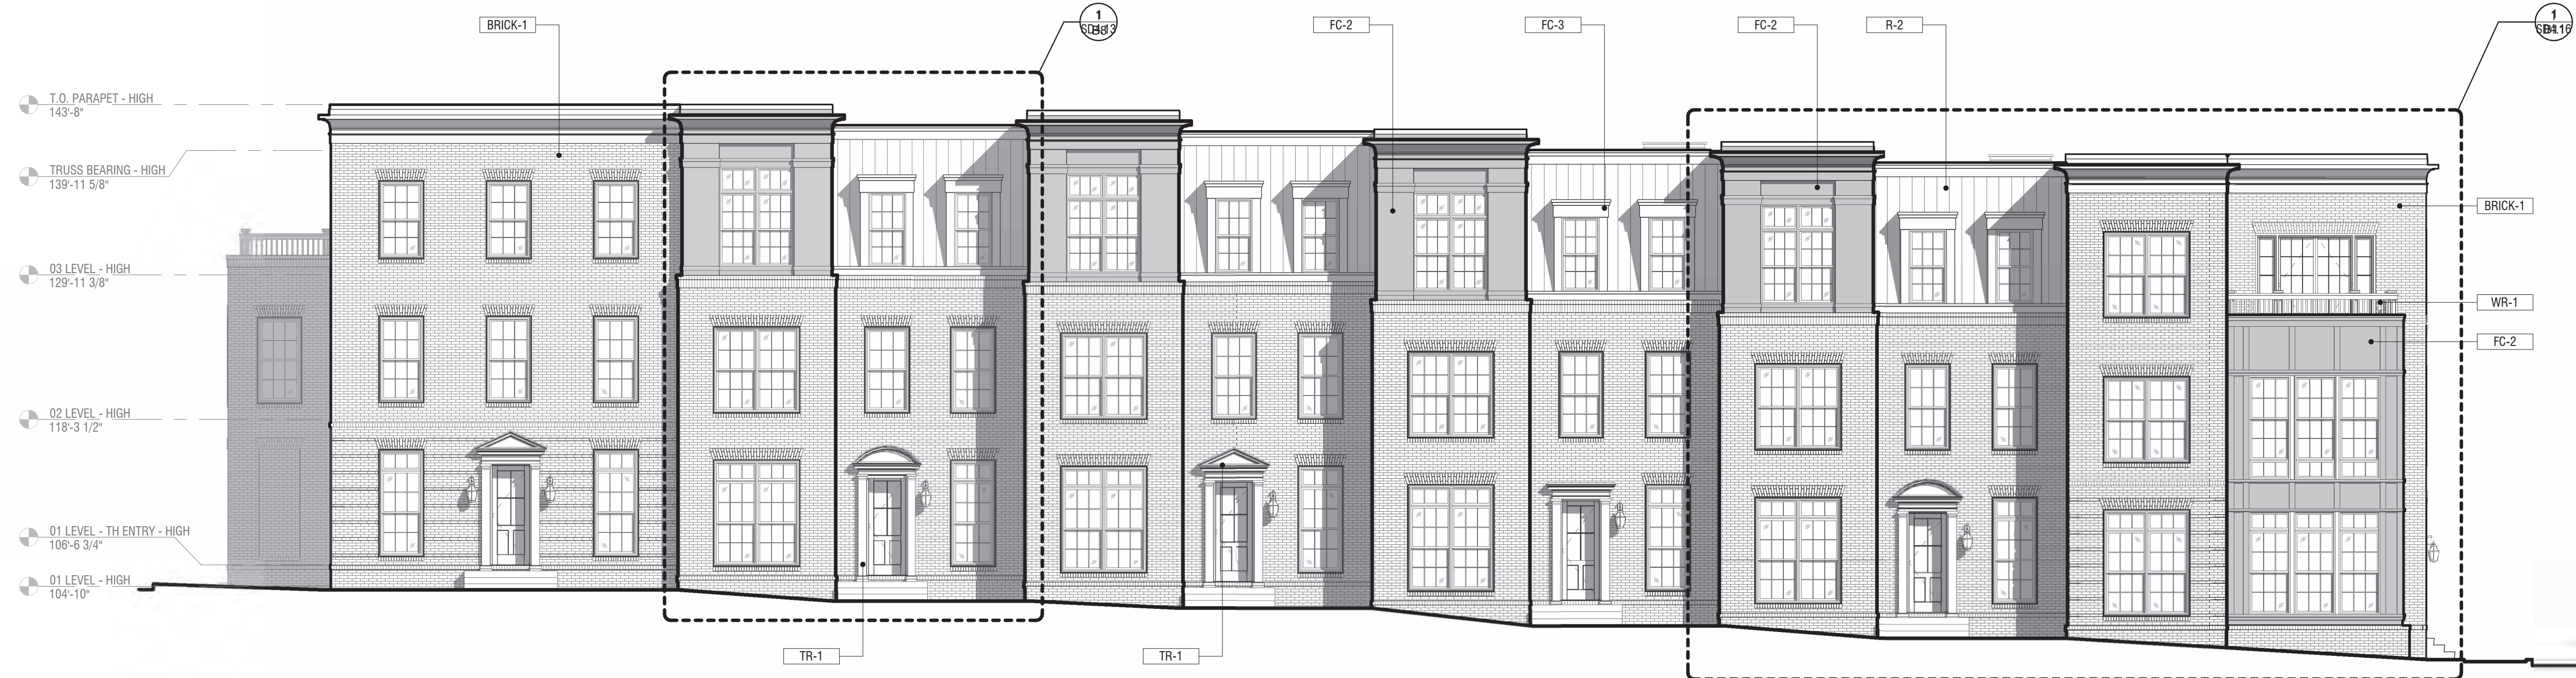 BRICK-1
1
FC-2
FC-3
FC-2
R-2
1
T.O. PARAPET - HIGH
143'-8"
TRUSS BEARING - HIGH
139'-11 5/8"
BRICK-1
03 LEVEL - HIGH
129'-11 3/8"
WR-1
FC-2
02 LEVEL - HIGH
118'-3 1/2"
01 LEVEL - TH ENTRY - HIGH
106'-6 3/4"
01 LEVEL - HIGH
104'-10"
TR-1
TR-1